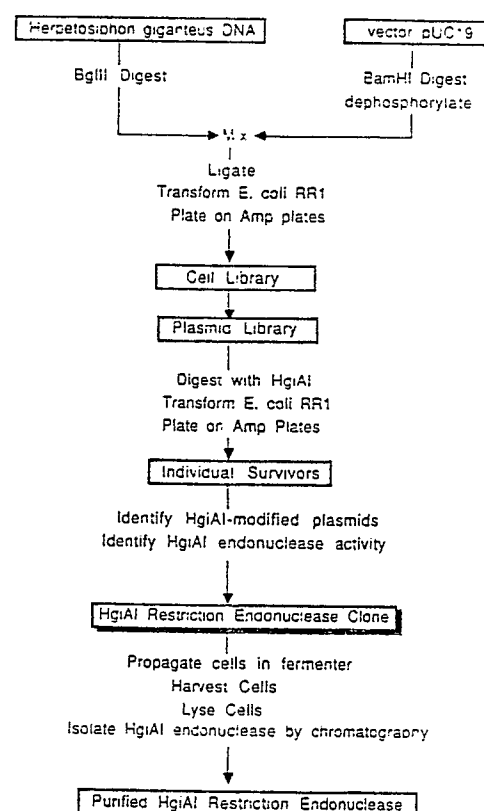 Herpetosiphon giganteus DNA
vector pUC19
BglII Digest
BamHI Digest
dephosphorylate
Mix
Ligate
Transform E. coli RR1
Plate on Amp plates
Cell Library
Plasmid Library
Digest with HgiAI
Transform E. coli RR1
Plate on Amp Plates
Individual Survivors
Identify HgiAI-modified plasmids
Identify HgiAI endonuclease activity
HgiAI Restriction Endonuclease Clone
Propagate cells in fermenter
Harvest Cells
Lyse Cells
Isolate HgiAI endonuclease by chromatography
Purified HgiAI Restriction Endonuclease